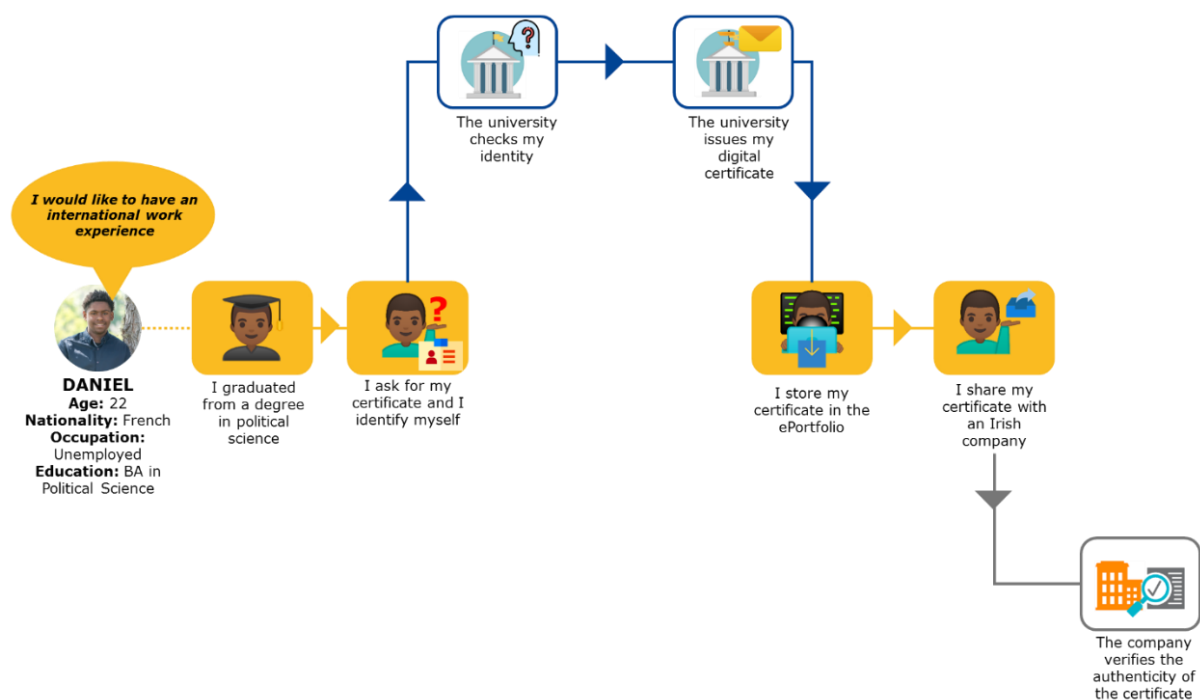 I would like to have an
international work
experience
DANIEL
Age: 22
Nationality: French
Occupation:
Unemployed
Education: BA in
Political Science
I graduated
from a degree
in political
science
I ask for my
certificate and I
identify myself
?
The university
checks my
identity
?
The university
issues my
digital
certificate
I store my
certificate in the
ePortfolio
I share my
certificate with
an Irish
company
The company
verifies the
authenticity of
the certificate